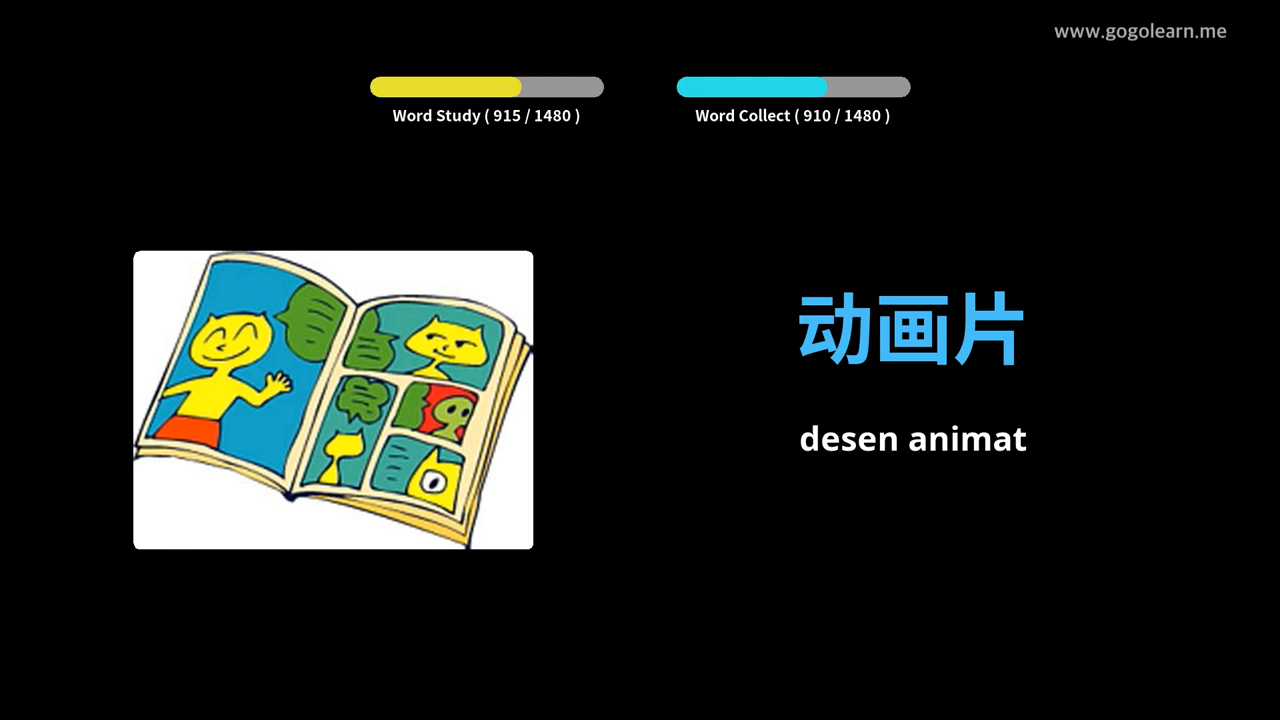 www.gogolearn.me
Word Study ( 915 / 1480 )
Word Collect ( 910 / 1480 )
动画片
desen animat